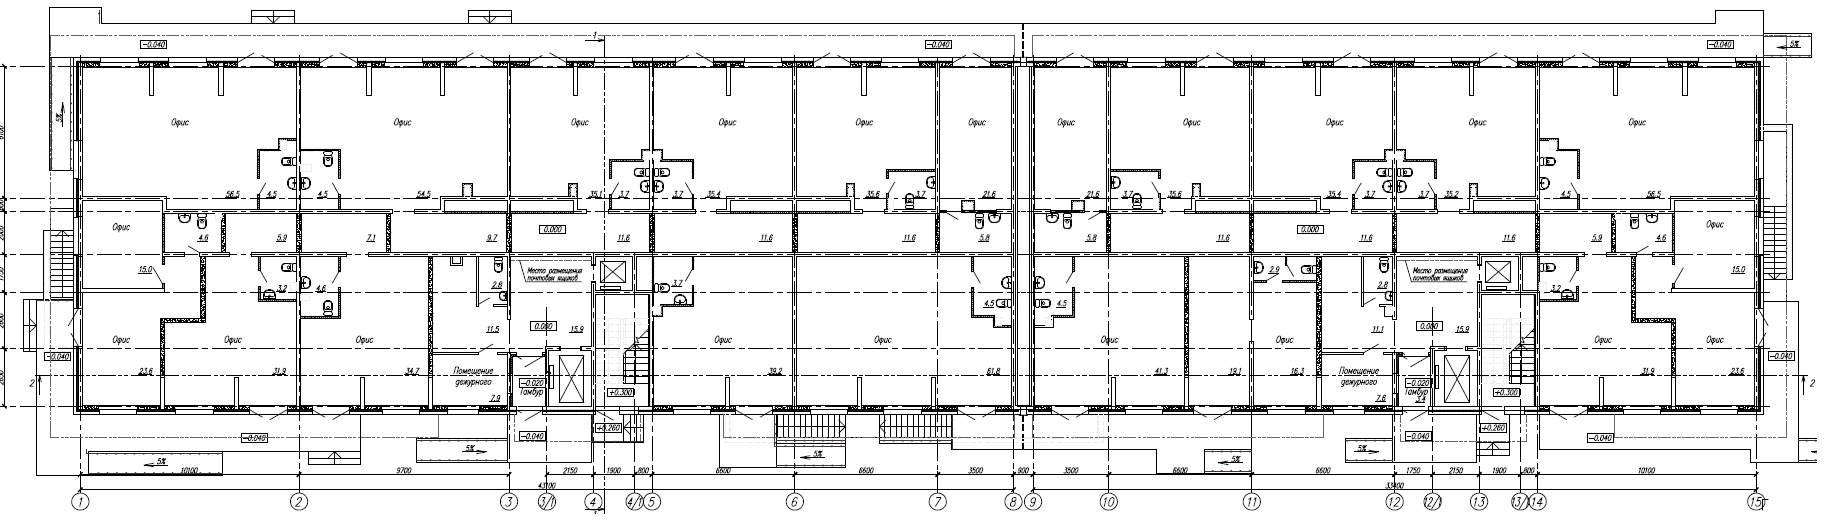 1
-0.040 -0.040 -0.040 5%
5% 6100
Офис Офис Офис Офис Офис Офис Офис Офис Офис Офис Офис
56.5 4.5 4.5 54.5 35.1 3.7 3.7 35.4 35.6 3.7 21.6 21.6 3.7 35.6 35.4 3.7 3.7 35.2 4.5 56.5
Офис 4.6 5.9 7.1 9.7 0.000 11.6 11.6 11.6 5.8 5.8 11.6 0.000 11.6 5.9 4.6 Офис
15.0 3.2 4.6 2.8 3.7 4.5 4.5 2.9 2.8 3.2 15.0
Место размещения Место размещения
почтовых ящиков почтовых ящиков
11.5 0.000 15.9 11.1 0.000 15.9
Офис Офис Офис Офис Офис Офис Офис Офис Офис
-0.040 -0.040
Помещение Помещение
дежурного дежурного
23.6 31.9 34.7 39.2 61.8 41.3 19.1 16.3 31.9 23.6
2 -0.020 -0.020 2
Тамбур +0.300 Тамбур +0.300
7.9 7.6 3.4
+0.260 +0.260
-0.040 -0.040 -0.040 -0.040
5% 5% 5% 5% 5%
10100 9700 2150 1900 800 6600 6600 3500 900 3500 6600 6600 1750 2150 1900 800 10100
43100 33400
1 2 3 3/1 4 4/1 5 6 7 8 9 10 11 12 12/1 13 13/1 14 15